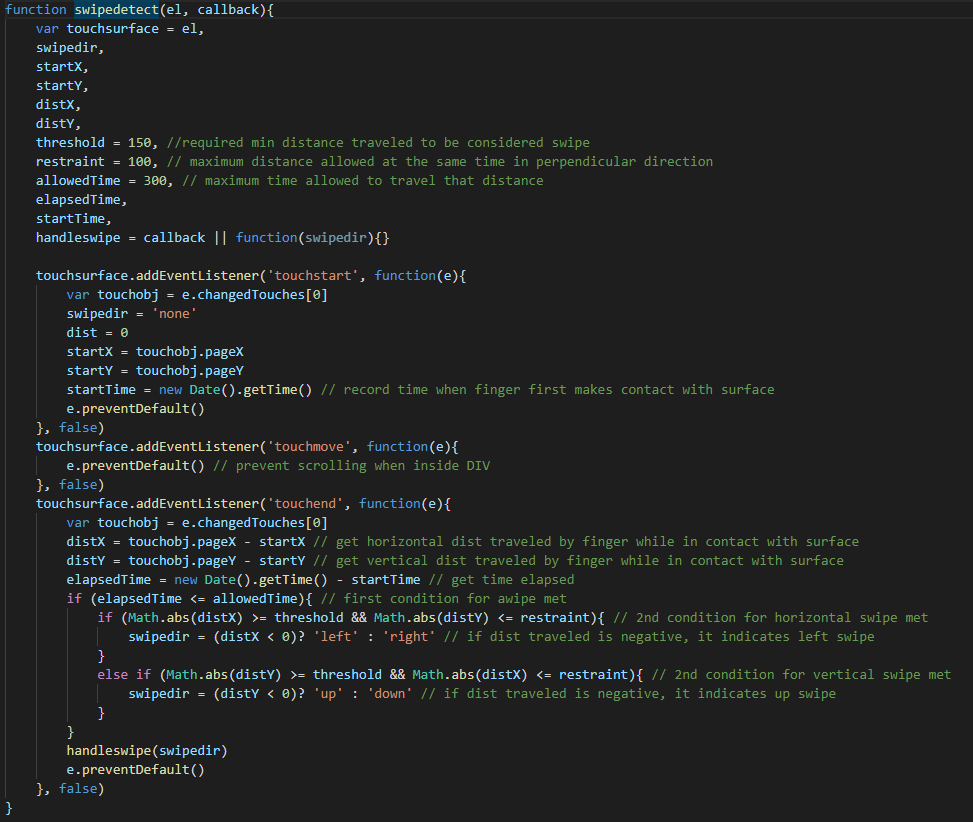 function swipedetect(el, callback){
    var touchsurface = el,
    swipedir,
    startX,
    startY,
    distX,
    distY,
    threshold = 150, //required min distance traveled to be considered swipe
    restraint = 100, // maximum distance allowed at the same time in perpendicular direction
    allowedTime = 300, // maximum time allowed to travel that distance
    elapsedTime,
    startTime,
    handleswipe = callback || function(swipedir){}

    touchsurface.addEventListener('touchstart', function(e){
        var touchobj = e.changedTouches[0]
        swipedir = 'none'
        dist = 0
        startX = touchobj.pageX
        startY = touchobj.pageY
        startTime = new Date().getTime() // record time when finger first makes contact with surface
        e.preventDefault()
    }, false)
    touchsurface.addEventListener('touchmove', function(e){
        e.preventDefault() // prevent scrolling when inside DIV
    }, false)
    touchsurface.addEventListener('touchend', function(e){
        var touchobj = e.changedTouches[0]
        distX = touchobj.pageX - startX // get horizontal dist traveled by finger while in contact with surface
        distY = touchobj.pageY - startY // get vertical dist traveled by finger while in contact with surface
        elapsedTime = new Date().getTime() - startTime // get time elapsed
        if (elapsedTime <= allowedTime){ // first condition for awipe met
            if (Math.abs(distX) >= threshold && Math.abs(distY) <= restraint){ // 2nd condition for horizontal swipe met
                swipedir = (distX < 0)? 'left' : 'right' // if dist traveled is negative, it indicates left swipe
            }
            else if (Math.abs(distY) >= threshold && Math.abs(distX) <= restraint){ // 2nd condition for vertical swipe met
                swipedir = (distY < 0)? 'up' : 'down' // if dist traveled is negative, it indicates up swipe
            }
        }
        handleswipe(swipedir)
        e.preventDefault()
    }, false)
}